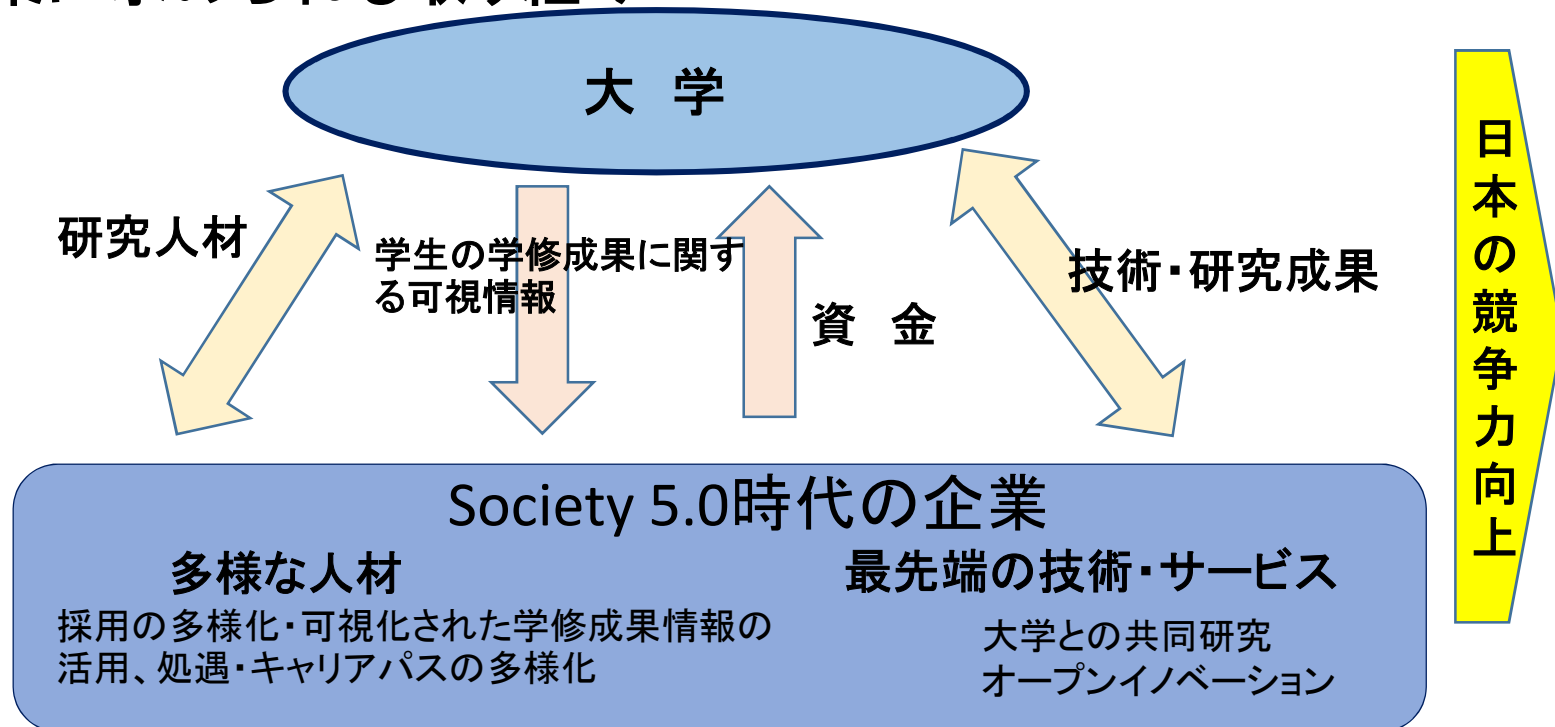 大　学
研究人材
学生の学修成果に関す
る可視情報
資　金
技術・研究成果
日本の競争力向上
Society 5.0時代の企業
多様な人材
最先端の技術・サービス
採用の多様化・可視化された学修成果情報の
活用、処遇・キャリアパスの多様化
大学との共同研究
オープンイノベーション